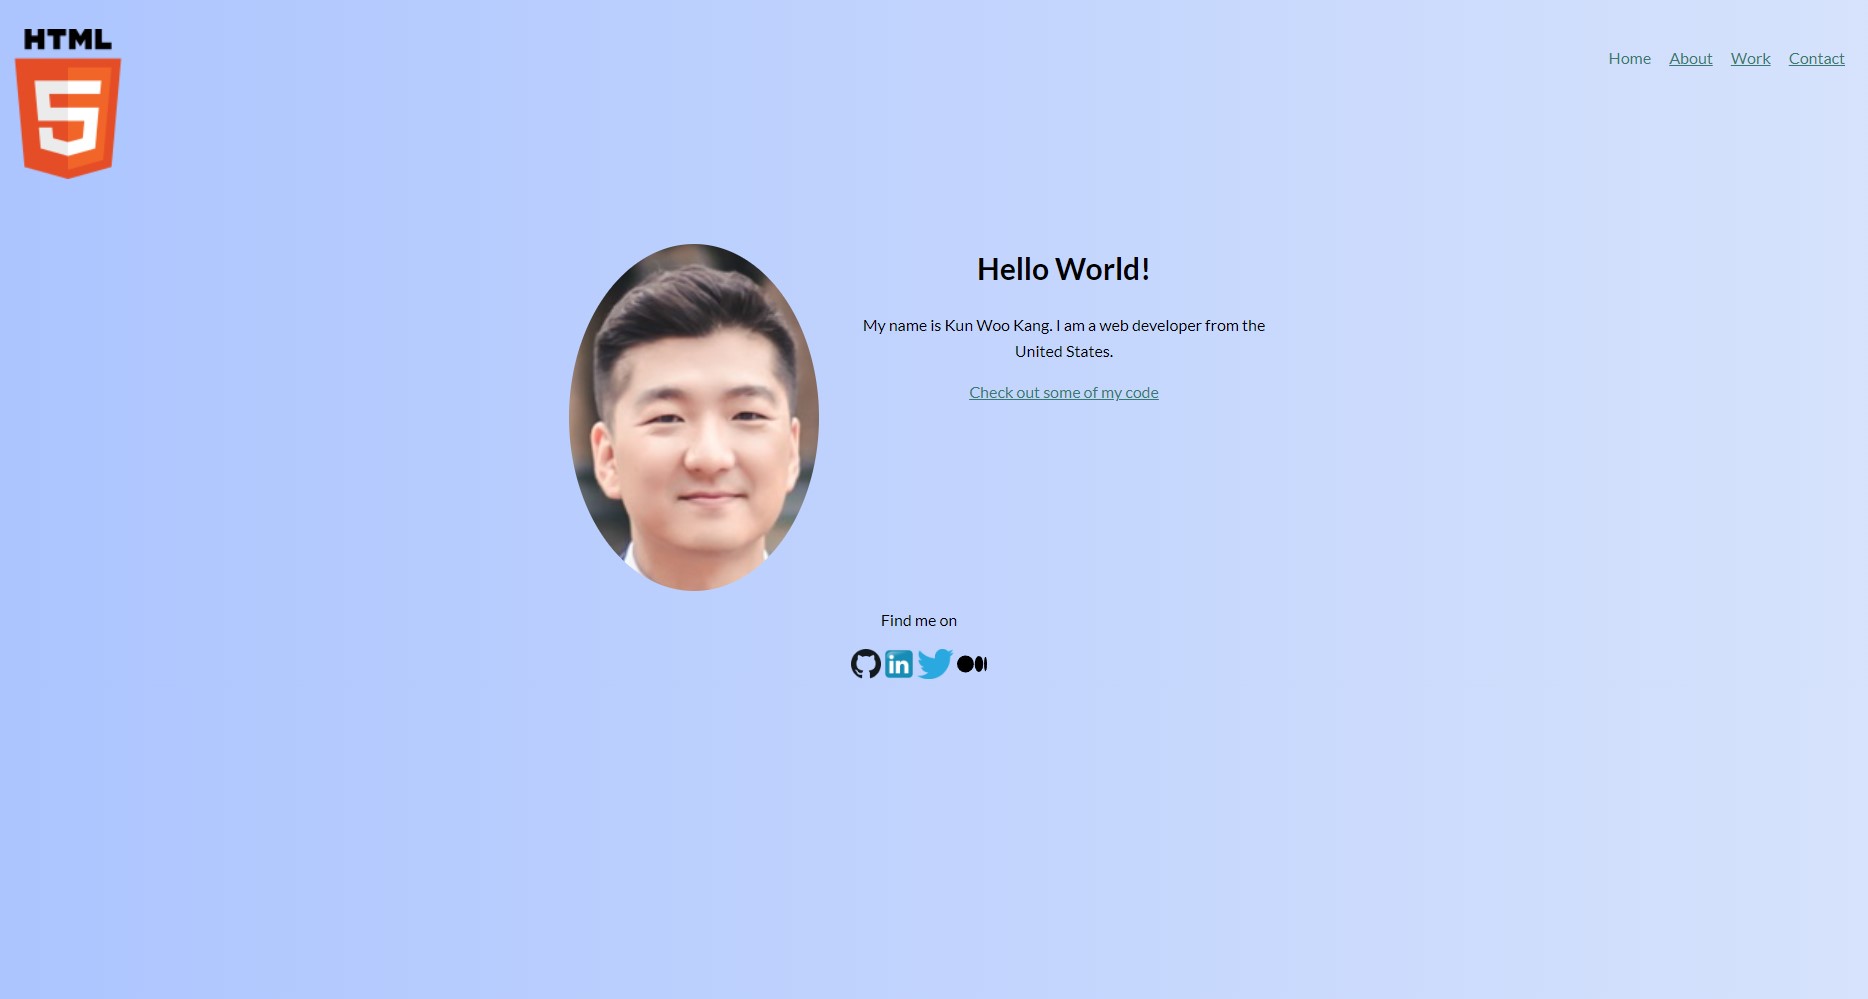 HTML
Home About Work Contact
Hello World!
My name is Kun Woo Kang. I am a web developer from the
United States.
Check out some of my code
Find me on
in